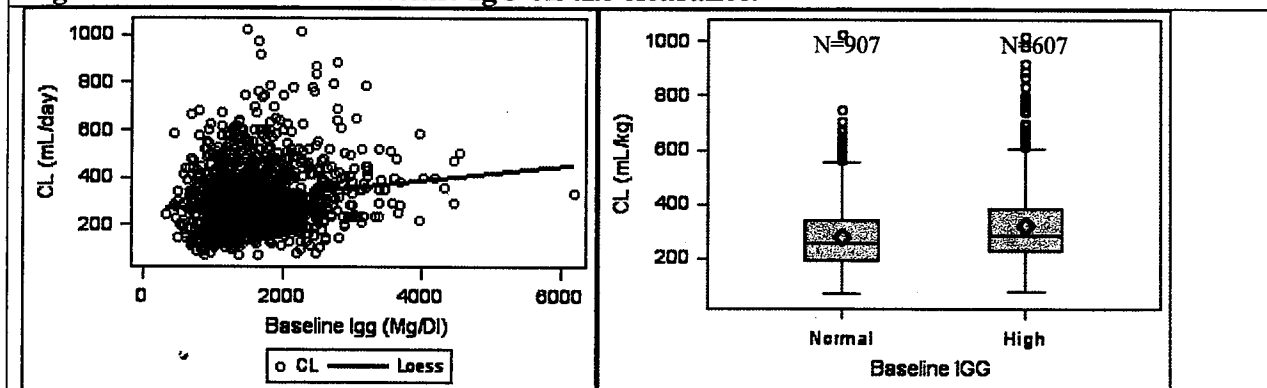 1000
800
600
400
200
CL (mL/day)
0 2000 4000 6000
Baseline Igg (Mg/Dl)
CL Loess
N=907 N=607
1000
800
600
400
200
CL (mL/kg)
Normal High
Baseline IGG